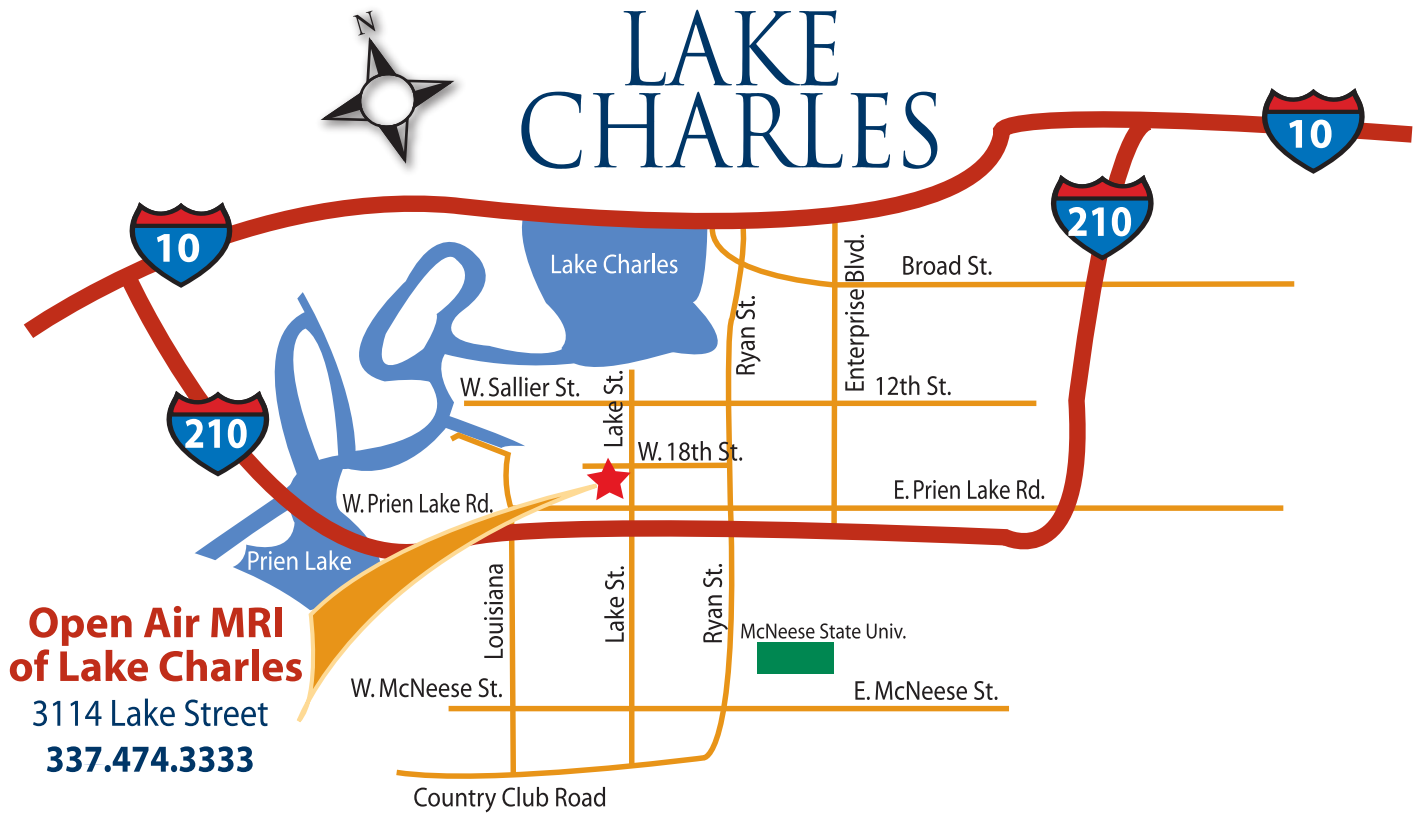 N
LAKE
CHARLES
10
10
210
Lake Charles
Broad St.
Enterprise Blvd.
Ryan St.
W. Sallier St.
Lake St.
12th St.
210
W. 18th St.
W. Prien Lake Rd.
E. Prien Lake Rd.
Prien Lake
Louisiana
Lake St.
Ryan St.
McNeese State Univ.
Open Air MRI
of Lake Charles
3114 Lake Street
337.474.3333
W. McNeese St.
E. McNeese St.
Country Club Road